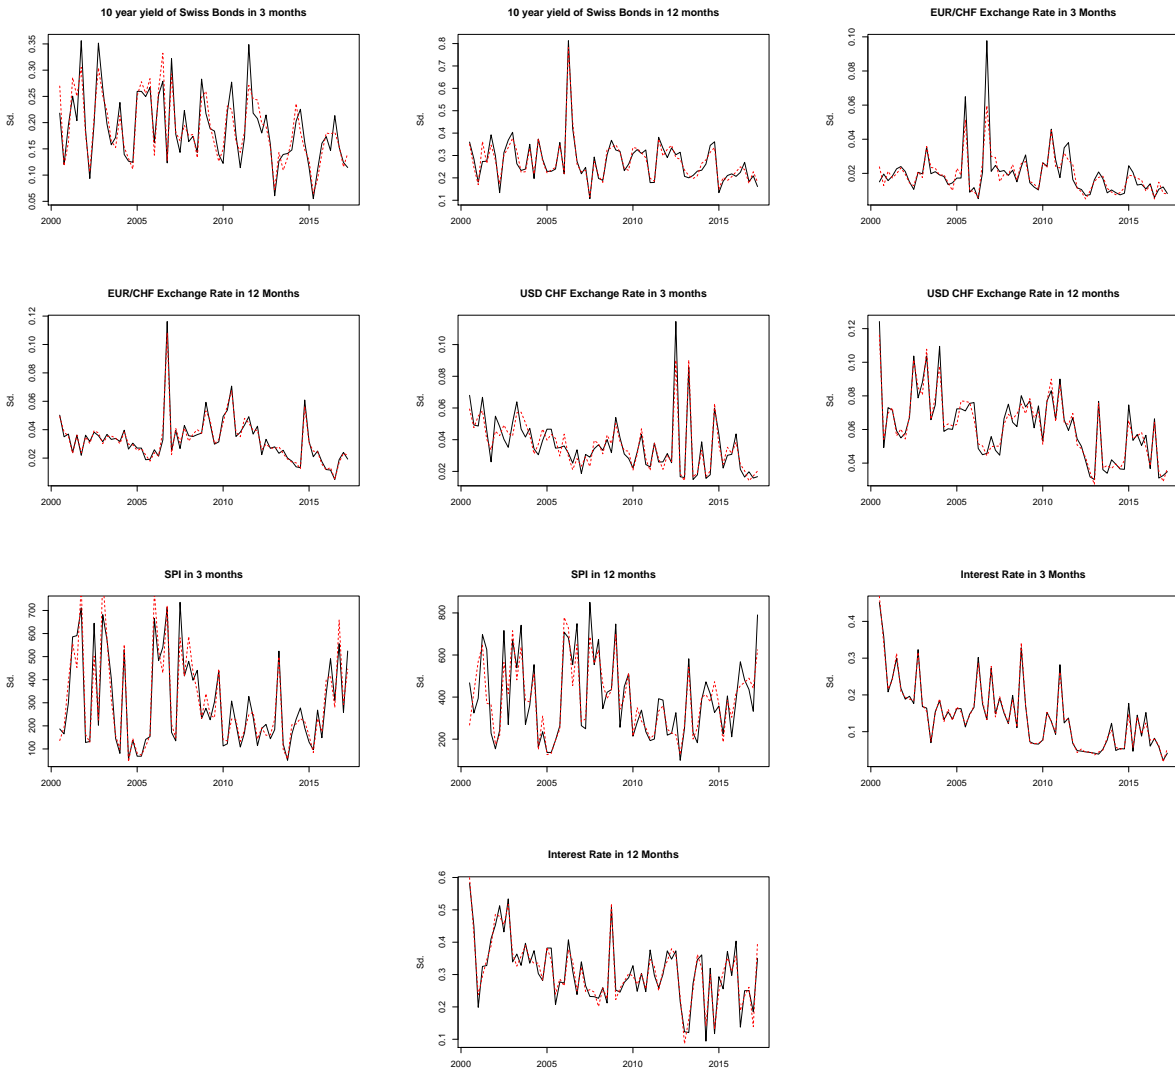 10 year yield of Swiss Bonds in 3 months
Sd.
0.05 0.10 0.15 0.20 0.25 0.30 0.35
2000 2005 2010 2015
10 year yield of Swiss Bonds in 12 months
Sd.
0.1 0.2 0.3 0.4 0.5 0.6 0.7 0.8
2000 2005 2010 2015
EUR/CHF Exchange Rate in 3 Months
Sd.
0.02 0.04 0.06 0.08 0.10
2000 2005 2010 2015
EUR/CHF Exchange Rate in 12 Months
Sd.
0.02 0.04 0.06 0.08 0.10 0.12
2000 2005 2010 2015
USD CHF Exchange Rate in 3 months
Sd.
0.02 0.04 0.06 0.08 0.10
2000 2005 2010 2015
USD CHF Exchange Rate in 12 months
Sd.
0.04 0.06 0.08 0.10 0.12
2000 2005 2010 2015
SPI in 3 months
Sd.
100 200 300 400 500 600 700
2000 2005 2010 2015
SPI in 12 months
Sd.
200 400 600 800
2000 2005 2010 2015
Interest Rate in 3 Months
Sd.
0.1 0.2 0.3 0.4
2000 2005 2010 2015
Interest Rate in 12 Months
Sd.
0.1 0.2 0.3 0.4 0.5 0.6
2000 2005 2010 2015